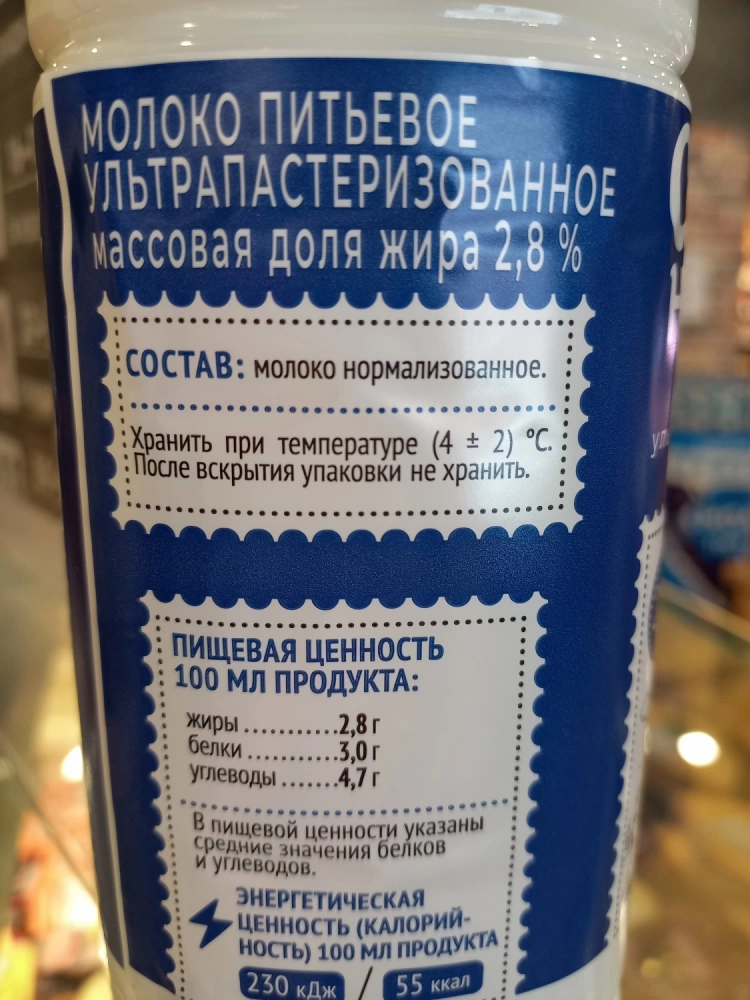 МОЛОКО ПИТЬЕВОЕ
УЛЬТРАПАСТЕРИЗОВАННОЕ
массовая доля жира 2,8 %
СОСТАВ: молоко нормализованное.
Хранить при температуре (4 ± 2) °С.
После вскрытия упаковки не хранить.
ПИЩЕВАЯ ЦЕННОСТЬ
100 МЛ ПРОДУКТА:
жиры ...........2,8 г
белки ...........3,0 г
углеводы .......4,7 г
В пищевой ценности указаны
средние значения белков
и углеводов.
ЭНЕРГЕТИЧЕСКАЯ
ЦЕННОСТЬ (КАЛОРИЙ-
НОСТЬ) 100 МЛ ПРОДУКТА
230 кДж / 55 ккал